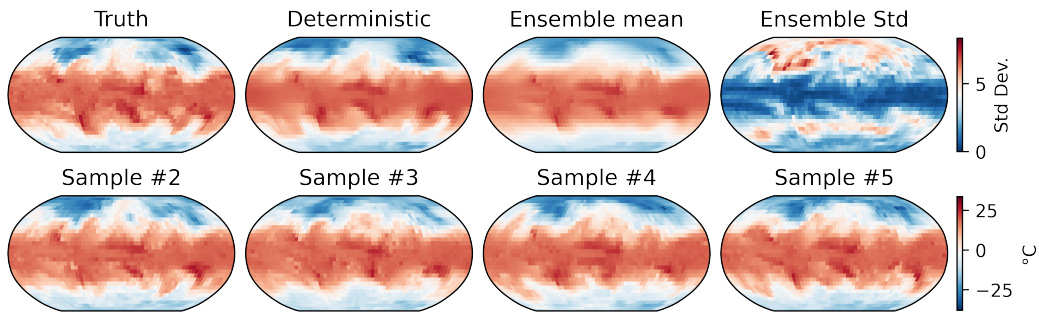 Truth
Deterministic
Ensemble mean
Ensemble Std
5
0
Std Dev.
Sample #2
Sample #3
Sample #4
Sample #5
25
0
−25
°C